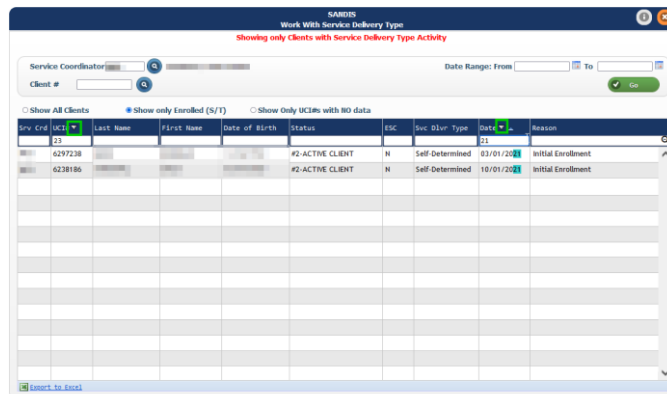 SANDIS
Work With Service Delivery Type
Showing only Clients with Service Delivery Type Activity
Service Coordinator
Date Range: From To
Client #
Go
Show All Clients Show only Enrolled (S/T) Show Only UCI#s with NO data
Srv Crd UCI# Last Name First Name Date of Birth Status ESC Svc Dlvr Type Date Reason
23 21
6297238 #2-ACTIVE CLIENT N Self-Determined 03/01/2021 Initial Enrollment
6238186 #2-ACTIVE CLIENT N Self-Determined 10/01/2021 Initial Enrollment
Export to Excel